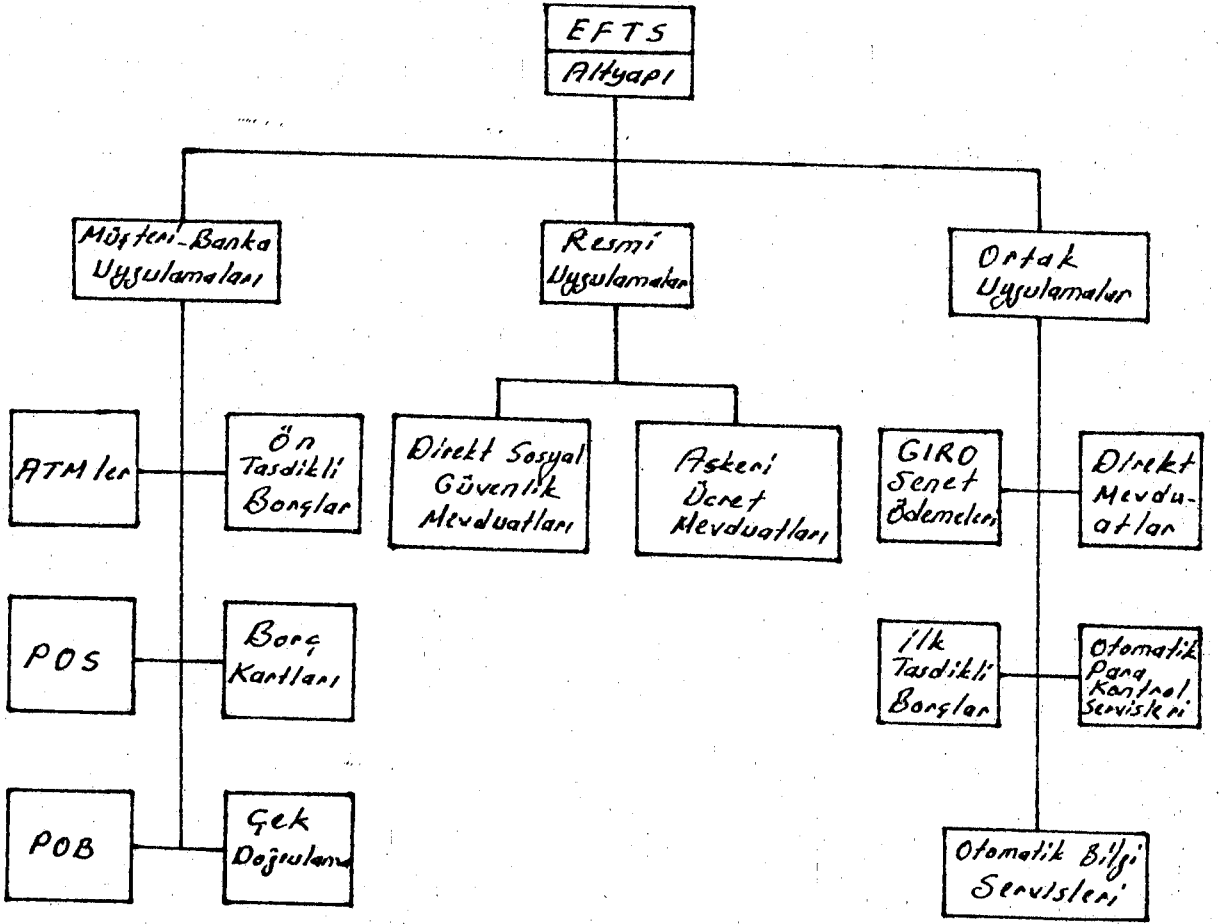 EFTS
Altyapı
Müşteri-Banka
Uygulamaları
Resmi
Uygulamalar
Ortak
Uygulamalar
ATMler
Ön
Tasdikli
Borçlar
Direkt Sosyal
Güvenlik
Mevduatları
Askeri
Ücret
Mevduatları
GIRO
Senet
Ödemeleri
Direkt
Mevdu-
atlar
POS
Borç
Kartları
İlk
Tasdikli
Borçlar
Otomatik
Para
Kontrol
Servisleri
POB
Çek
Doğrulama
Otomatik Bilgi
Servisleri